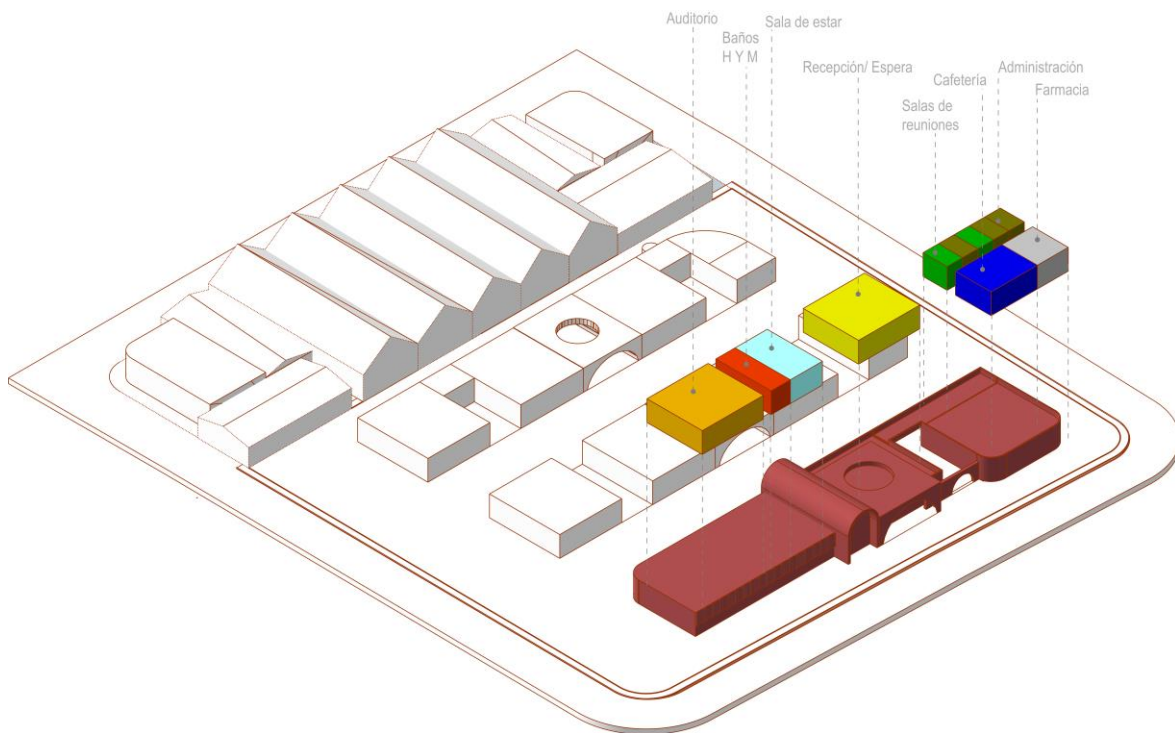 Auditorio
Baños
H Y M
Sala de estar
Recepción/ Espera
Salas de
reuniones
Cafetería
Administración
Farmacia